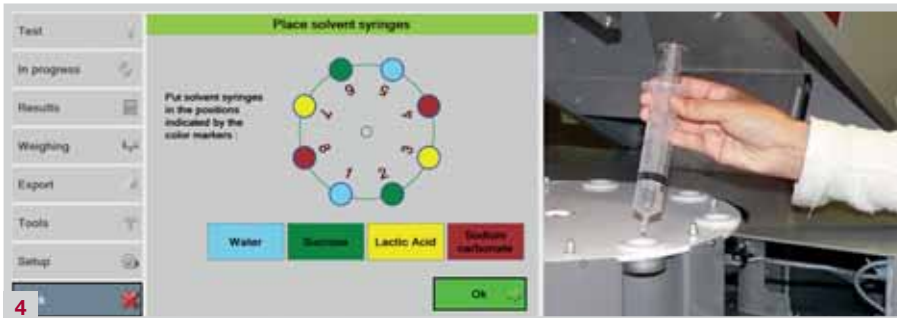 Test
In progress
Results
Weighing
Export
Tools
Setup
Place solvent syringes
Put solvent syringes
in the positions
indicated by the
color markers
6
5
7
4
8
3
1
2
Water
Sucrose
Lactic Acid
Sodium
carbonate
Ok
4